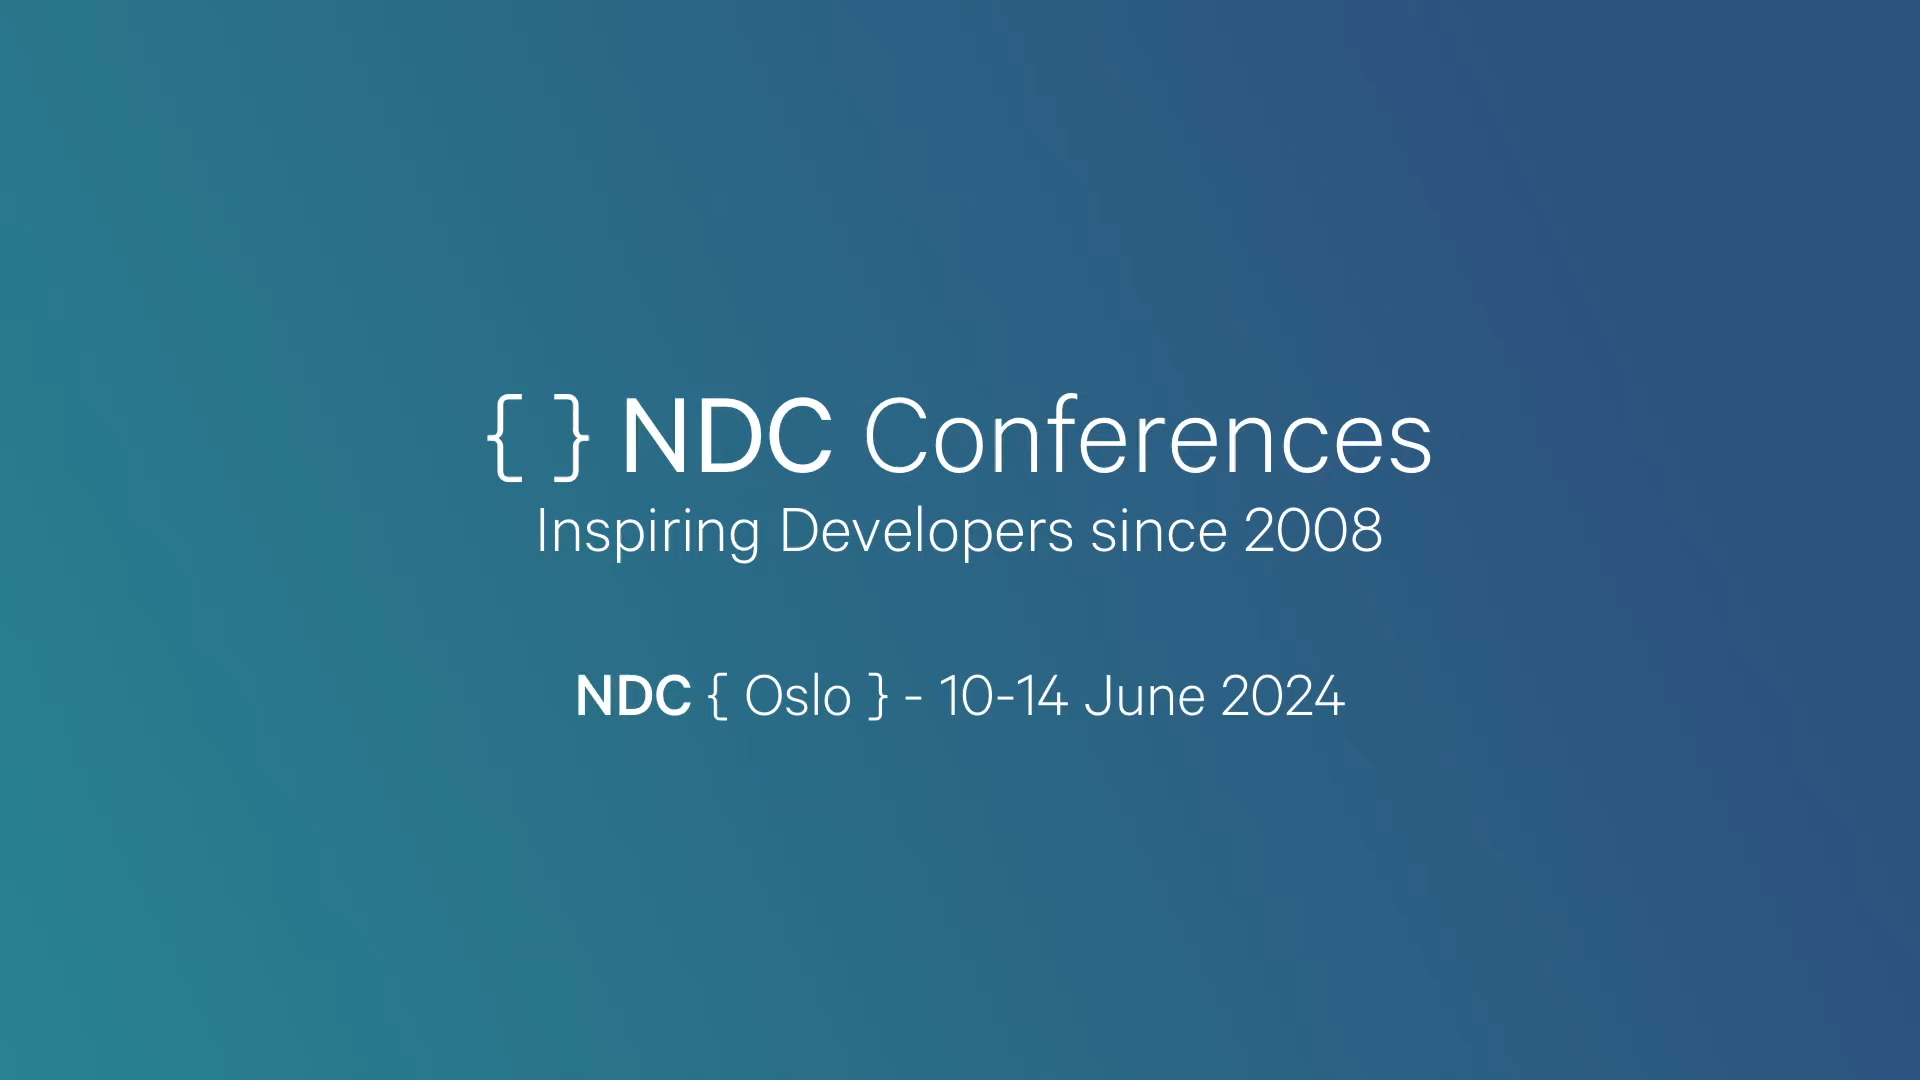 { } NDC Conferences
Inspiring Developers since 2008
NDC { Oslo } - 10-14 June 2024